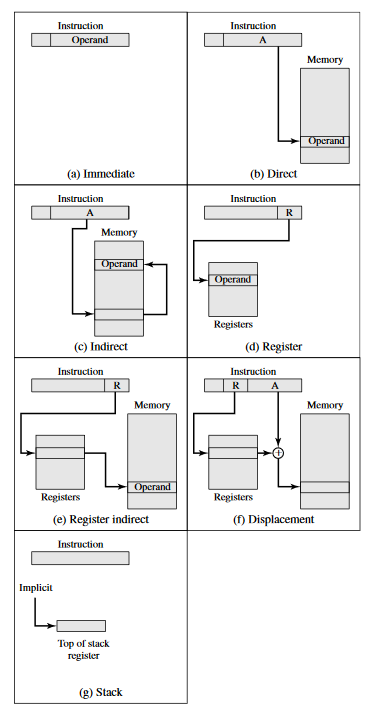 Instruction
Operand
(a) Immediate
Instruction
A
Memory
Operand
(b) Direct
Instruction
A
Memory
Operand
(c) Indirect
Instruction
R
Operand
Registers
(d) Register
Instruction
R
Memory
Operand
Registers
(e) Register indirect
Instruction
R A
Memory
+
Registers
(f) Displacement
Instruction
Implicit
Top of stack
register
(g) Stack